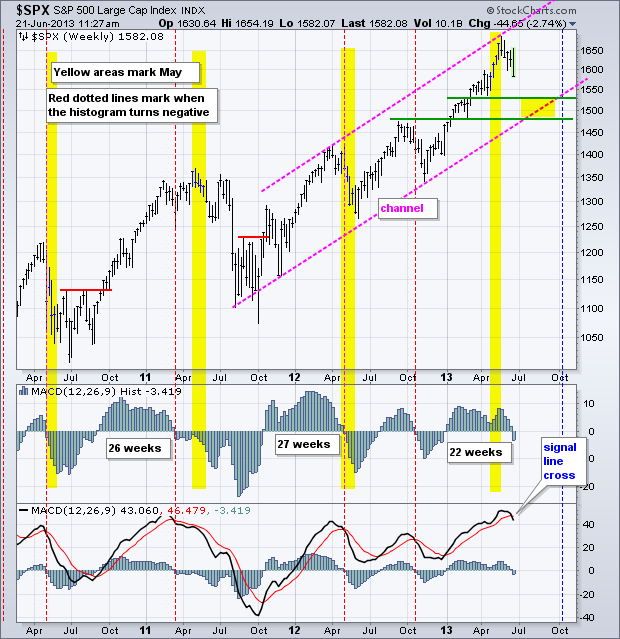 $SPX S&P 500 Large Cap Index INDX © StockCharts.com
21-Jun-2013 11:27am Op 1630.64 Hi 1654.19 Lo 1582.07 Last 1582.08 Vol 10.1B Chg -44.65 (-2.74%)
$SPX (Weekly) 1582.08
Yellow areas mark May
Red dotted lines mark when
the histogram turns negative
channel
1650
1600
1550
1500
1450
1400
1350
1300
1250
1200
1150
1100
1050
Apr Jul Oct 11 Apr Jul Oct 12 Apr Jul Oct 13 Apr Jul Oct
MACD(12,26,9) Hist -3.419
10
0
-10
-20
26 weeks
27 weeks
22 weeks
signal
line
cross
MACD(12,26,9) 43.060, 46.479, -3.419
40
20
0
-20
-40
Apr Jul Oct 11 Apr Jul Oct 12 Apr Jul Oct 13 Apr Jul Oct